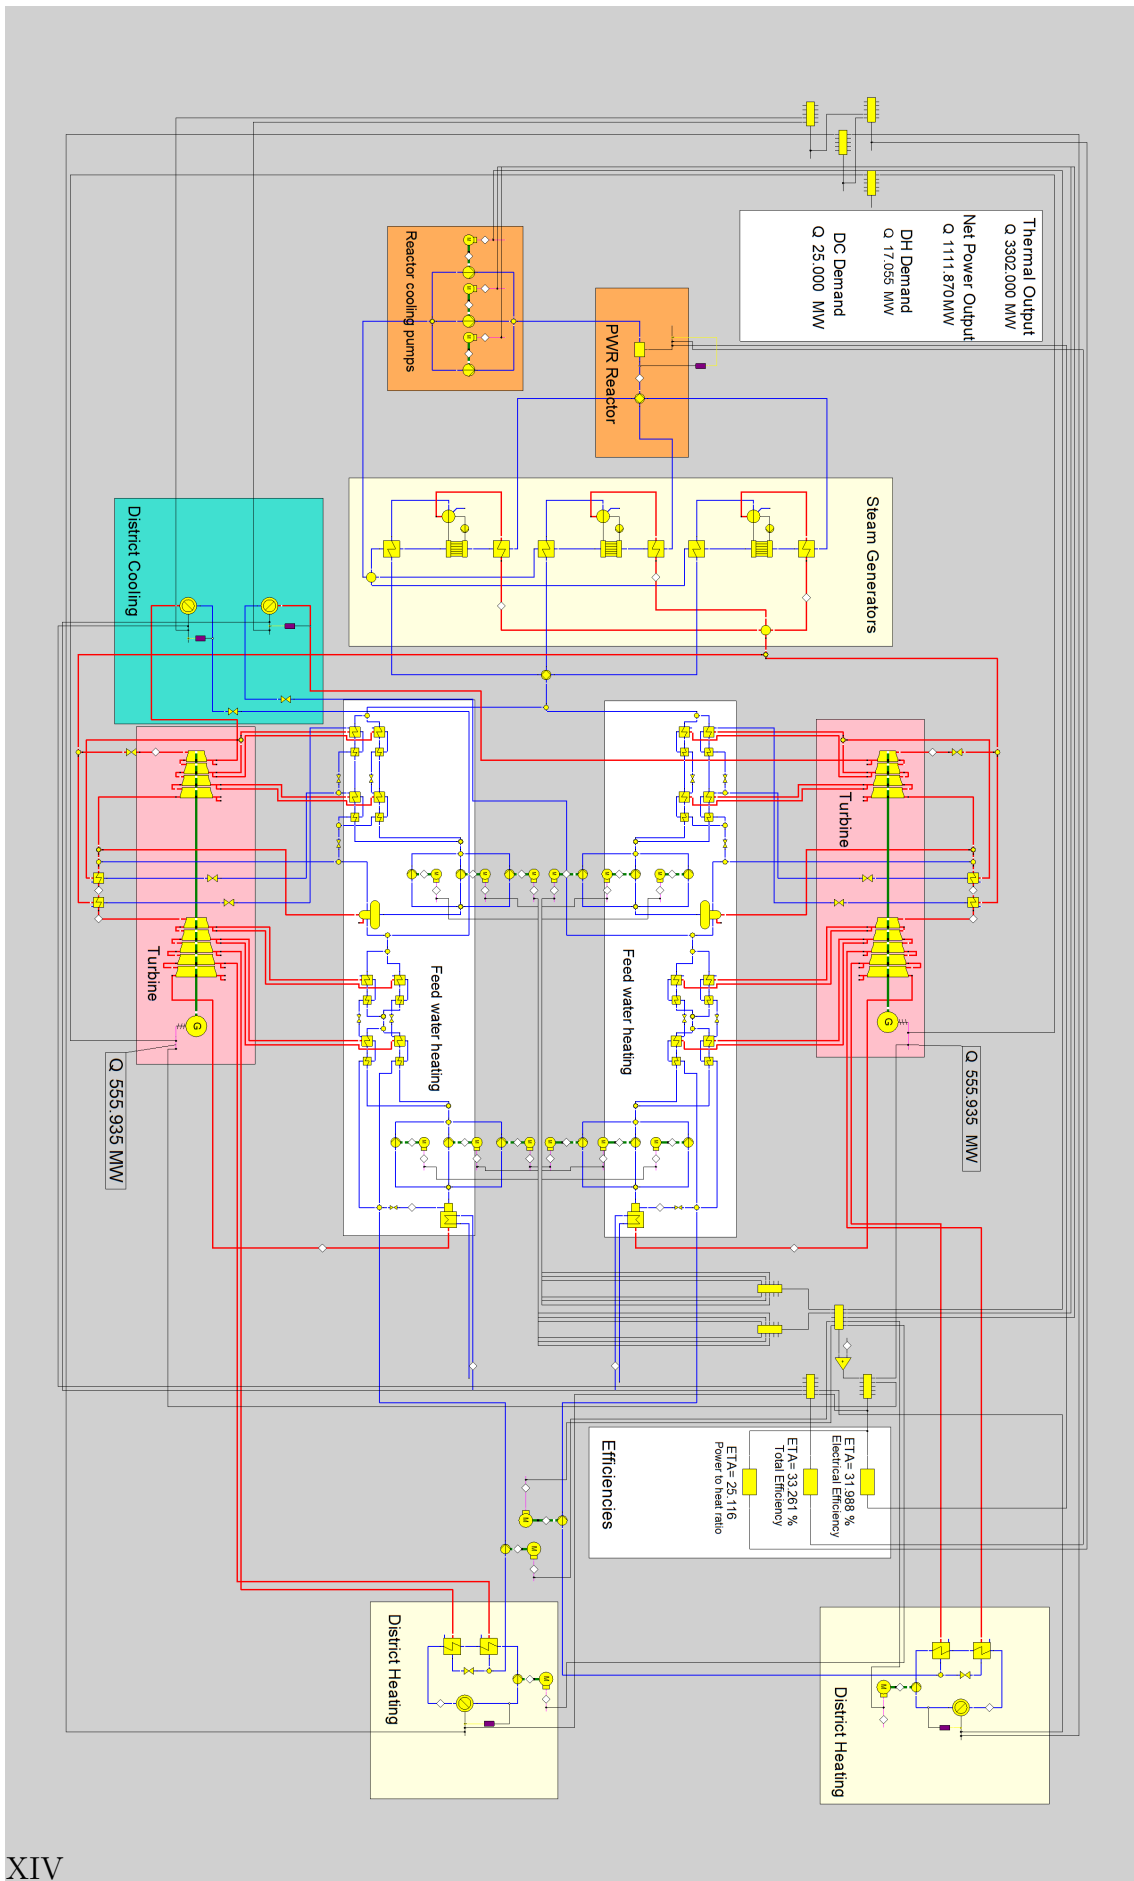 Thermal Output
Q 3302.000 MW
Net Power Output
Q 1111.870 MW
DH Demand
Q 17.055 MW
DC Demand
Q 25.000 MW
Reactor cooling pumps
M
M
M
PWR Reactor
Steam Generators
District Cooling
Turbine
G
Q 555.935 MW
Turbine
G
Q 555.935 MW
Feed water heating
M
M
M
M
M
M
Feed water heating
M
M
M
M
M
M
Efficiencies
ETA= 31.988 %
Electrical Efficiency
ETA= 33.261 %
Total Efficiency
ETA= 25.116
Power to heat ratio
M
M
District Heating
M
District Heating
M
XIV